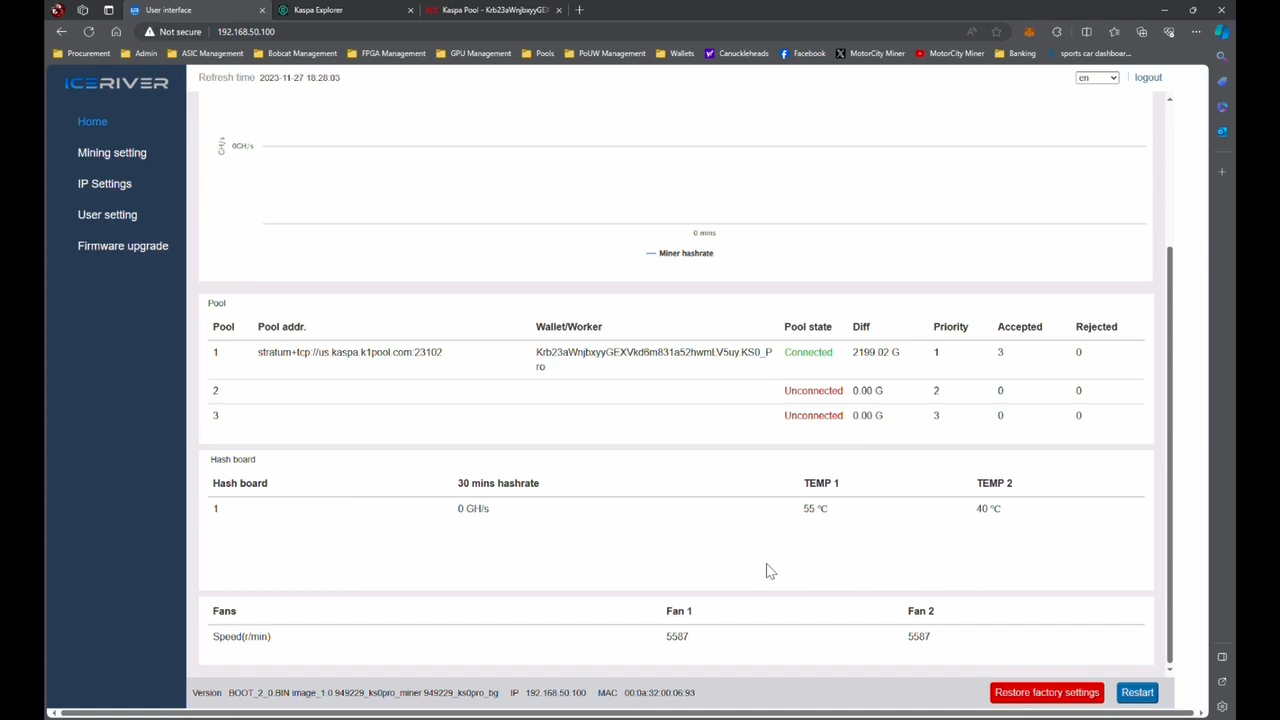 User interface
Kaspa Explorer
Kaspa Pool - Krb23aWnjbxyyGEX
Not secure
192.168.50.100
Procurement
Admin
ASIC Management
Bobcat Management
FPGA Management
GPU Management
Pools
PoUW Management
Wallets
Canuckleheads
Facebook
MotorCity Miner
MotorCity Miner
Banking
sports car dashboar...
ICERIVER
Refresh time 2023-11-27 18:28:03
en
logout
Home
Mining setting
IP Settings
User setting
Firmware upgrade
GH/s
0GH/s
0 mins
Miner hashrate
Pool
Pool Pool addr. Wallet/Worker Pool state Diff Priority Accepted Rejected
1 stratum+tcp://us.kaspa.k1pool.com:23102 Krb23aWnjbxyyGEXVkd6m831a52hwmLV5uy.KS0_P Connected 2199.02 G 1 3 0
ro
2 Unconnected 0.00 G 2 0 0
3 Unconnected 0.00 G 3 0 0
Hash board
Hash board 30 mins hashrate TEMP 1 TEMP 2
1 0 GH/s 55 °C 40 °C
Fans Fan 1 Fan 2
Speed(r/min) 5587 5587
Version BOOT_2_0.BIN image_1.0 949229_ks0pro_miner 949229_ks0pro_bg IP 192.168.50.100 MAC 00:0a:32:00:06:93
Restore factory settings
Restart